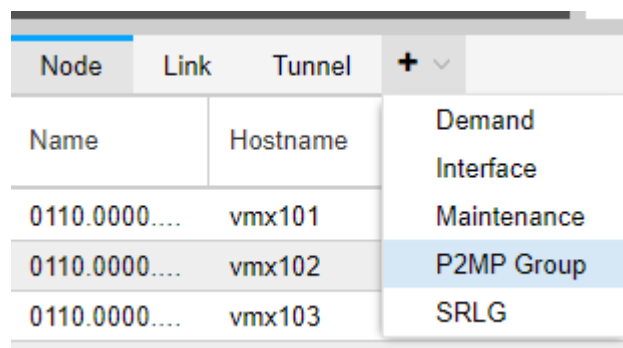 Node Link Tunnel +
Name Hostname Demand
Interface
0110.0000.... vmx101 Maintenance
0110.0000.... vmx102 P2MP Group
0110.0000.... vmx103 SRLG